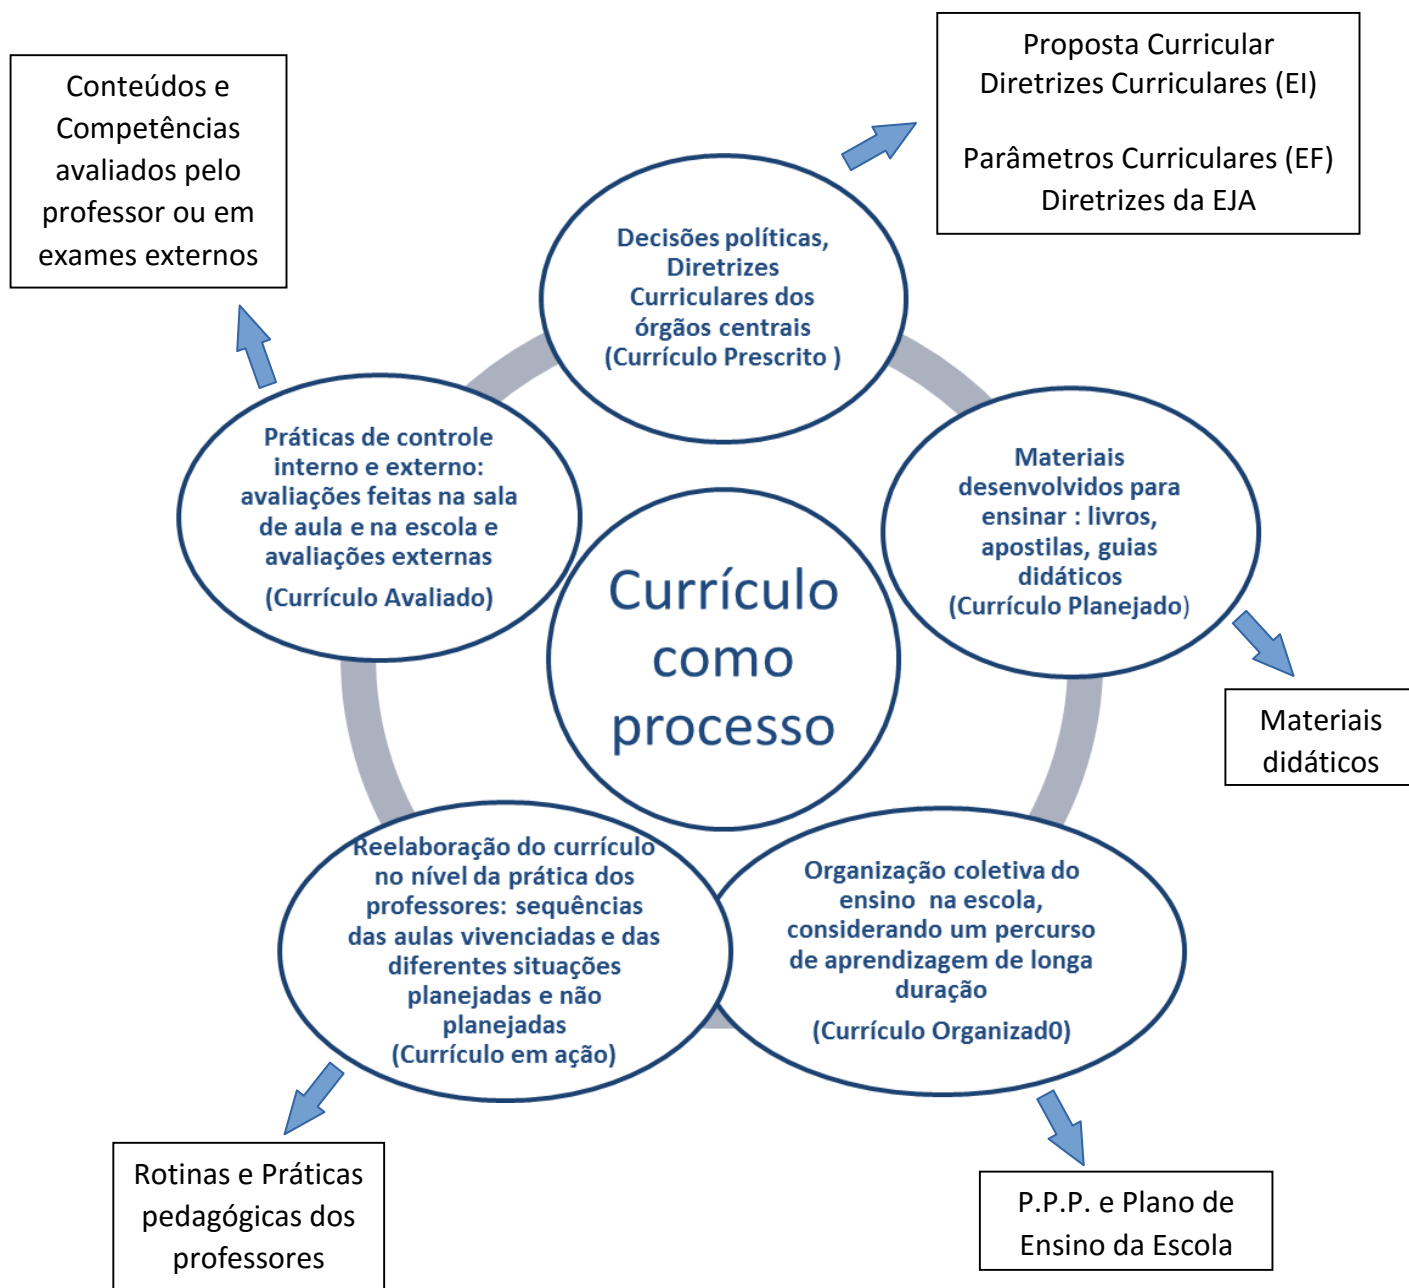 Proposta Curricular
Diretrizes Curriculares (EI)
Parâmetros Curriculares (EF)
Diretrizes da EJA
Conteúdos e
Competências
avaliados pelo
professor ou em
exames externos
Decisões políticas,
Diretrizes
Curriculares dos
órgãos centrais
(Currículo Prescrito )
Práticas de controle
interno e externo:
avaliações feitas na sala
de aula e na escola e
avaliações externas
(Currículo Avaliado)
Materiais
desenvolvidos para
ensinar : livros,
apostilas, guias
didáticos
(Currículo Planejado)
Currículo
como
processo
Materiais
didáticos
Reelaboração do currículo
no nível da prática dos
professores: sequências
das aulas vivenciadas e das
diferentes situações
planejadas e não
planejadas
(Currículo em ação)
Organização coletiva do
ensino  na escola,
considerando um percurso
de aprendizagem de longa
duração
(Currículo Organizad0)
Rotinas e Práticas
pedagógicas dos
professores
P.P.P. e Plano de
Ensino da Escola